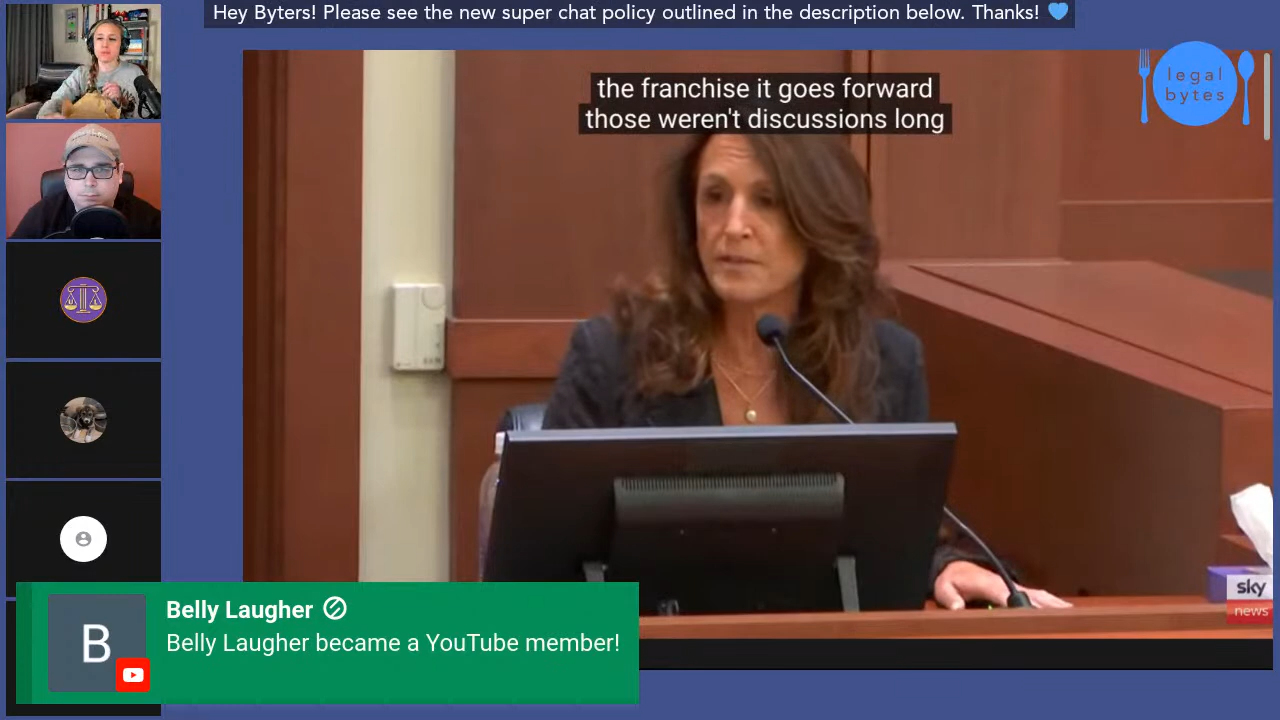 Hey Byters! Please see the new super chat policy outlined in the description below. Thanks! 💙
the franchise it goes forward
those weren't discussions long
legal
bytes
sky
news
B
Belly Laugher
Belly Laugher became a YouTube member!